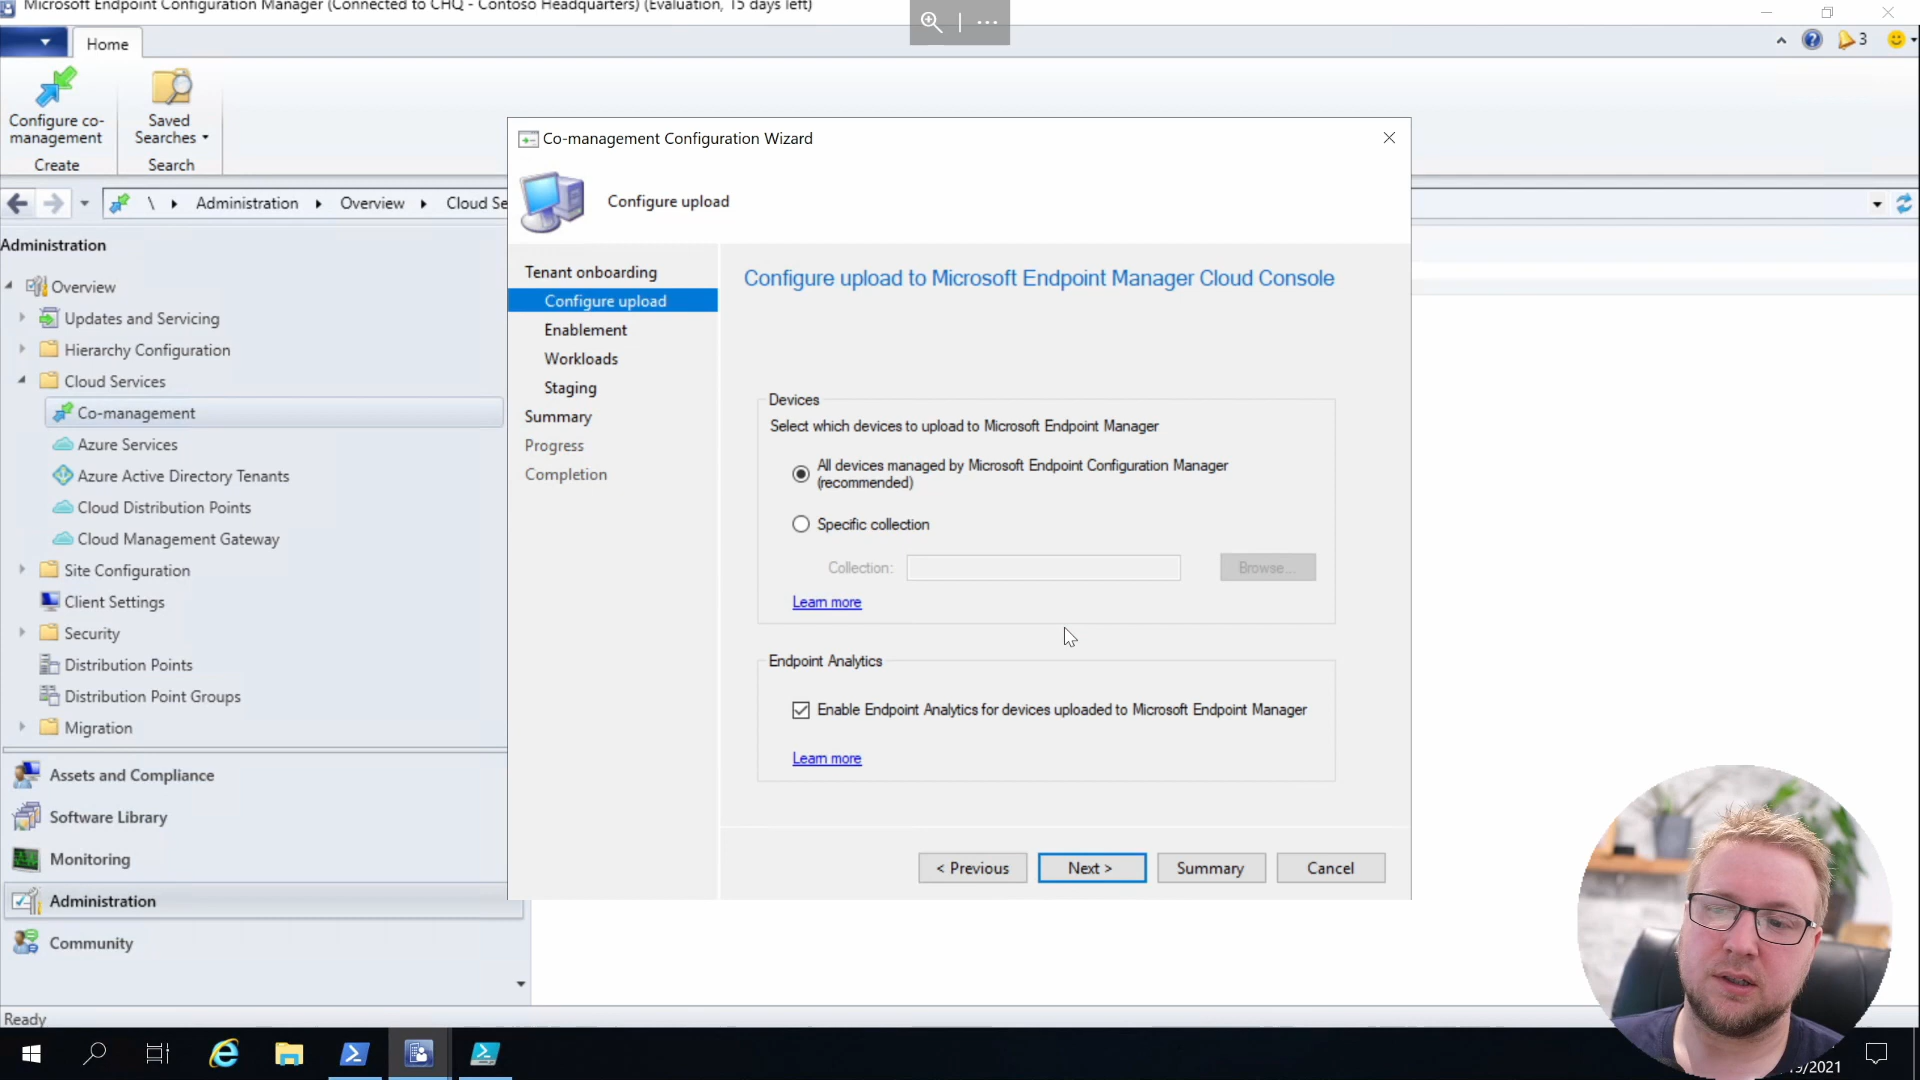 Microsoft Endpoint Configuration Manager (Connected to CHQ - Contoso Headquarters) (Evaluation, 15 days left)
Home
3
Configure co-
management
Saved
Searches
Create
Search
\ Administration Overview Cloud Se
Administration
Overview
Updates and Servicing
Hierarchy Configuration
Cloud Services
Co-management
Azure Services
Azure Active Directory Tenants
Cloud Distribution Points
Cloud Management Gateway
Site Configuration
Client Settings
Security
Distribution Points
Distribution Point Groups
Migration
Assets and Compliance
Software Library
Monitoring
Administration
Community
Ready
Co-management Configuration Wizard
Configure upload
Tenant onboarding
Configure upload
Enablement
Workloads
Staging
Summary
Progress
Completion
Configure upload to Microsoft Endpoint Manager Cloud Console
Devices
Select which devices to upload to Microsoft Endpoint Manager
All devices managed by Microsoft Endpoint Configuration Manager
(recommended)
Specific collection
Collection:
Browse...
Learn more
Endpoint Analytics
Enable Endpoint Analytics for devices uploaded to Microsoft Endpoint Manager
Learn more
< Previous
Next >
Summary
Cancel
/2021